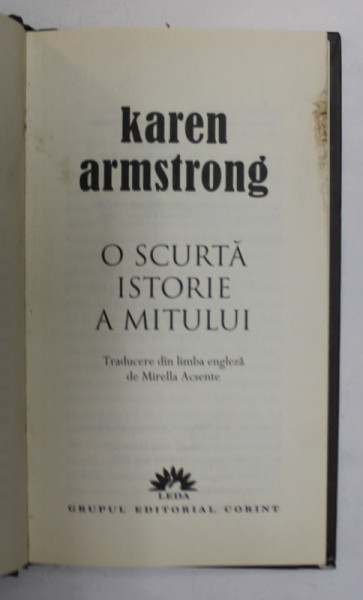 karen
armstrong
O SCURTĂ
ISTORIE
A MITULUI
Traducere din limba engleză
de Mirella Acsente
LEDA
GRUPUL EDITORIAL CORINT